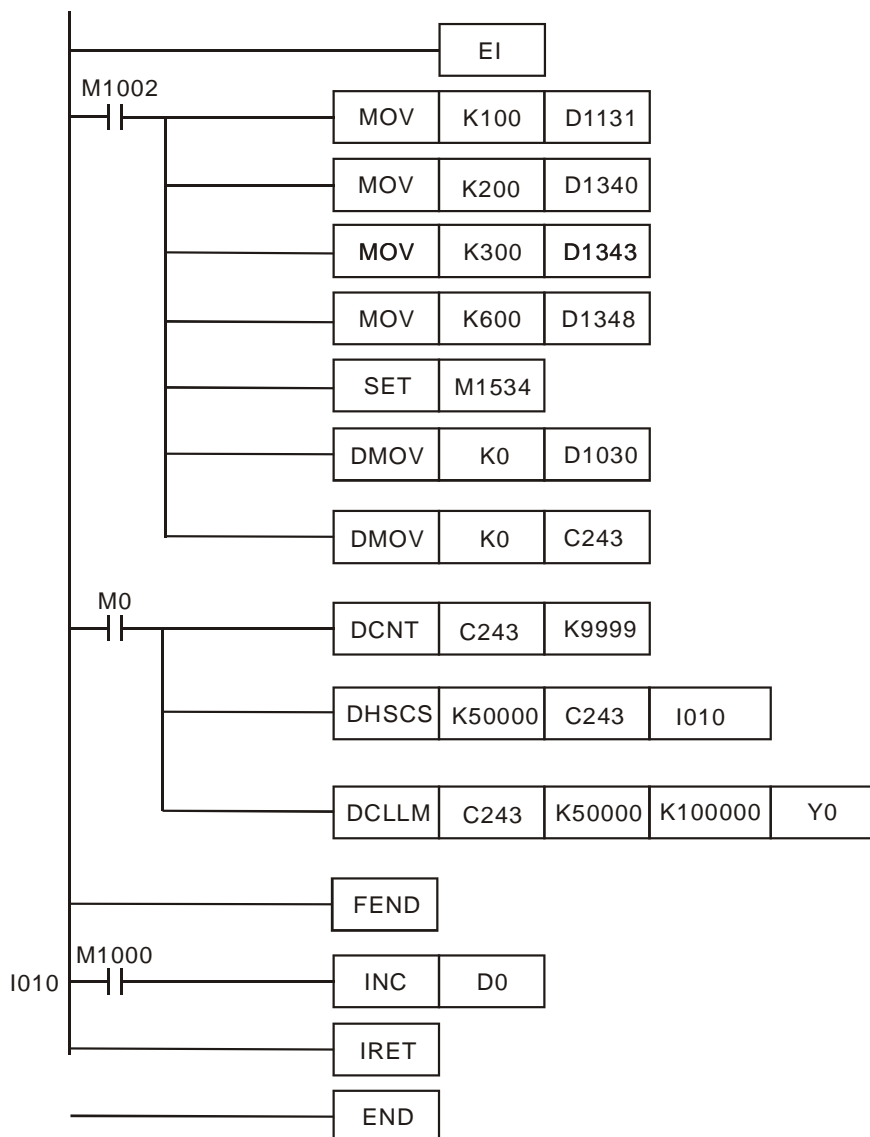 EI
M1002
MOV K100 D1131
MOV K200 D1340
MOV K300 D1343
MOV K600 D1348
SET M1534
DMOV K0 D1030
DMOV K0 C243
M0
DCNT C243 K9999
DHSCS K50000 C243 I010
DCLLM C243 K50000 K100000 Y0
FEND
M1000
I010 INC D0
IRET
END